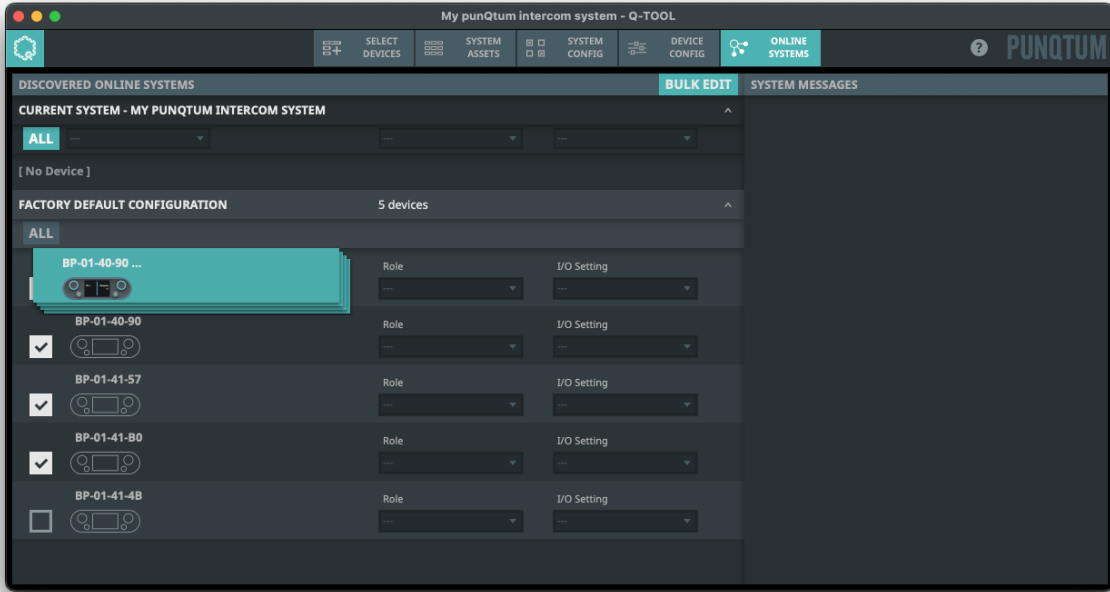 My punQtum intercom system - Q-TOOL
SELECT DEVICES
SYSTEM ASSETS
SYSTEM CONFIG
DEVICE CONFIG
ONLINE SYSTEMS
?
PUNQTUM
DISCOVERED ONLINE SYSTEMS
BULK EDIT
SYSTEM MESSAGES
CURRENT SYSTEM - MY PUNQTUM INTERCOM SYSTEM
ALL --- --- ---
[ No Device ]
FACTORY DEFAULT CONFIGURATION 5 devices
ALL
BP-01-40-90 ...
Role I/O Setting
--- ---
BP-01-40-90
Role I/O Setting
--- ---
BP-01-41-57
Role I/O Setting
--- ---
BP-01-41-B0
Role I/O Setting
--- ---
BP-01-41-4B
Role I/O Setting
--- ---